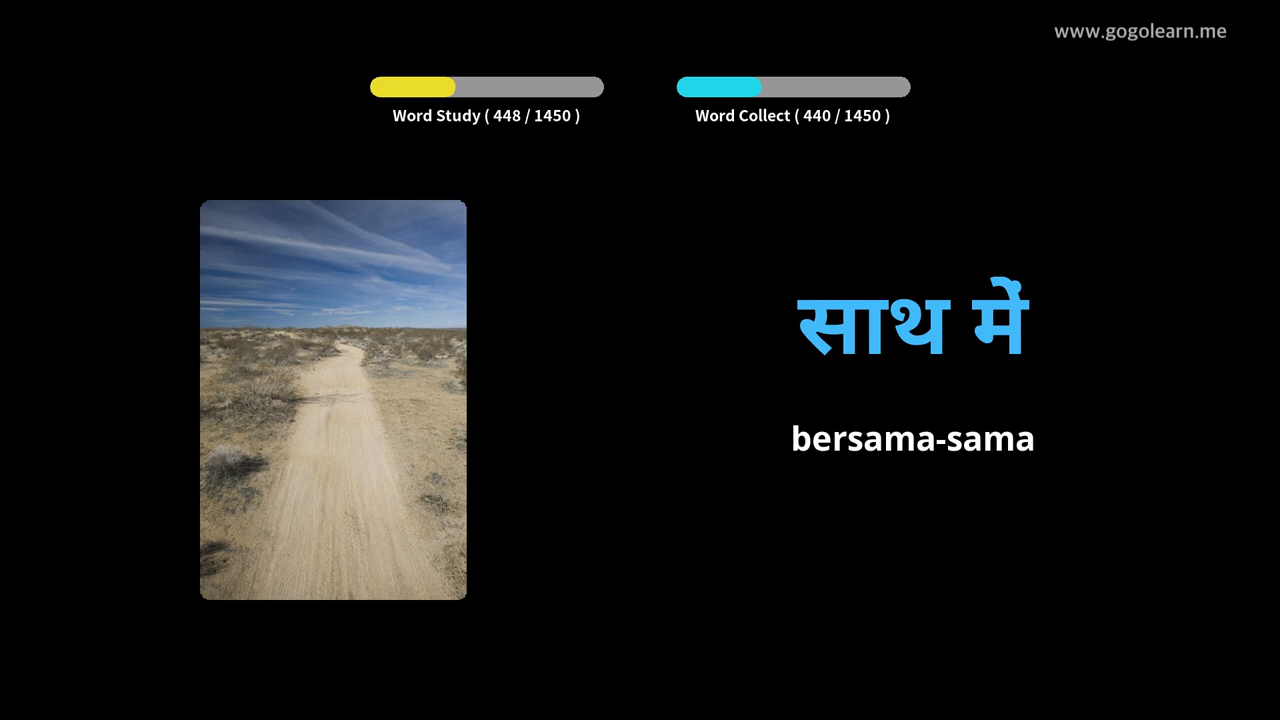 www.gogolearn.me
Word Study ( 448 / 1450 )
Word Collect ( 440 / 1450 )
साथ में
bersama-sama